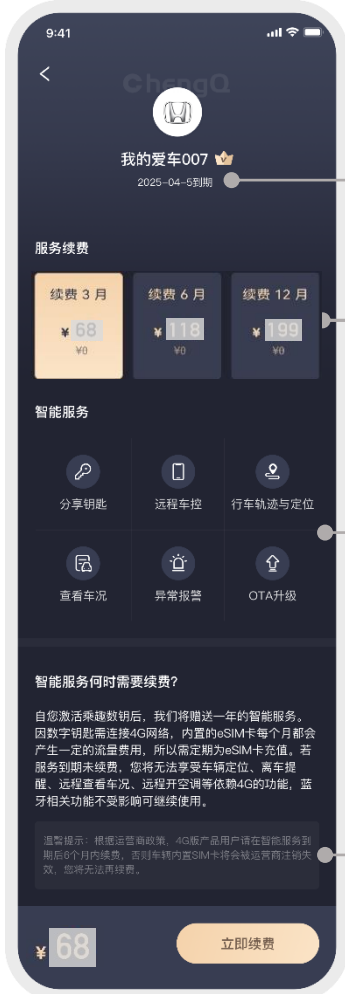 9:41
ChengQ
我的爱车007
2025-04-5到期
服务续费
续费 3 月
续费 6 月
续费 12 月
¥ 68
¥ 118
¥ 199
¥0
¥0
¥0
智能服务
分享钥匙
远程车控
行车轨迹与定位
查看车况
异常报警
OTA升级
智能服务何时需要续费?
自您激活乘趣数钥后，我们将赠送一年的智能服务。
因数字钥匙需连接4G网络，内置的eSIM卡每个月都会
产生一定的流量费用，所以需定期为eSIM卡充值。若
服务到期未续费，您将无法享受车辆定位、离车提
醒、远程查看车况、远程开空调等依赖4G的功能，蓝
牙相关功能不受影响可继续使用。
温馨提示：根据运营商政策，4G版产品用户请在智能服务到
期后6个月内续费，否则车辆内置SIM卡将会被运营商注销失
效，您将无法再续费。
¥ 68
立即续费